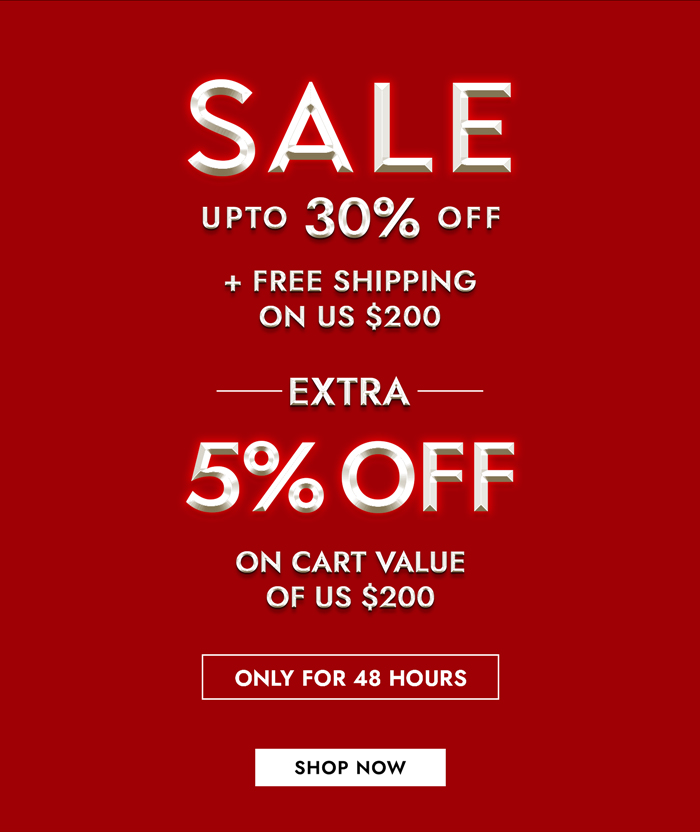 SALE
UPTO 30% OFF
+ FREE SHIPPING
ON US $200
EXTRA
5% OFF
ON CART VALUE
OF US $200
ONLY FOR 48 HOURS
SHOP NOW